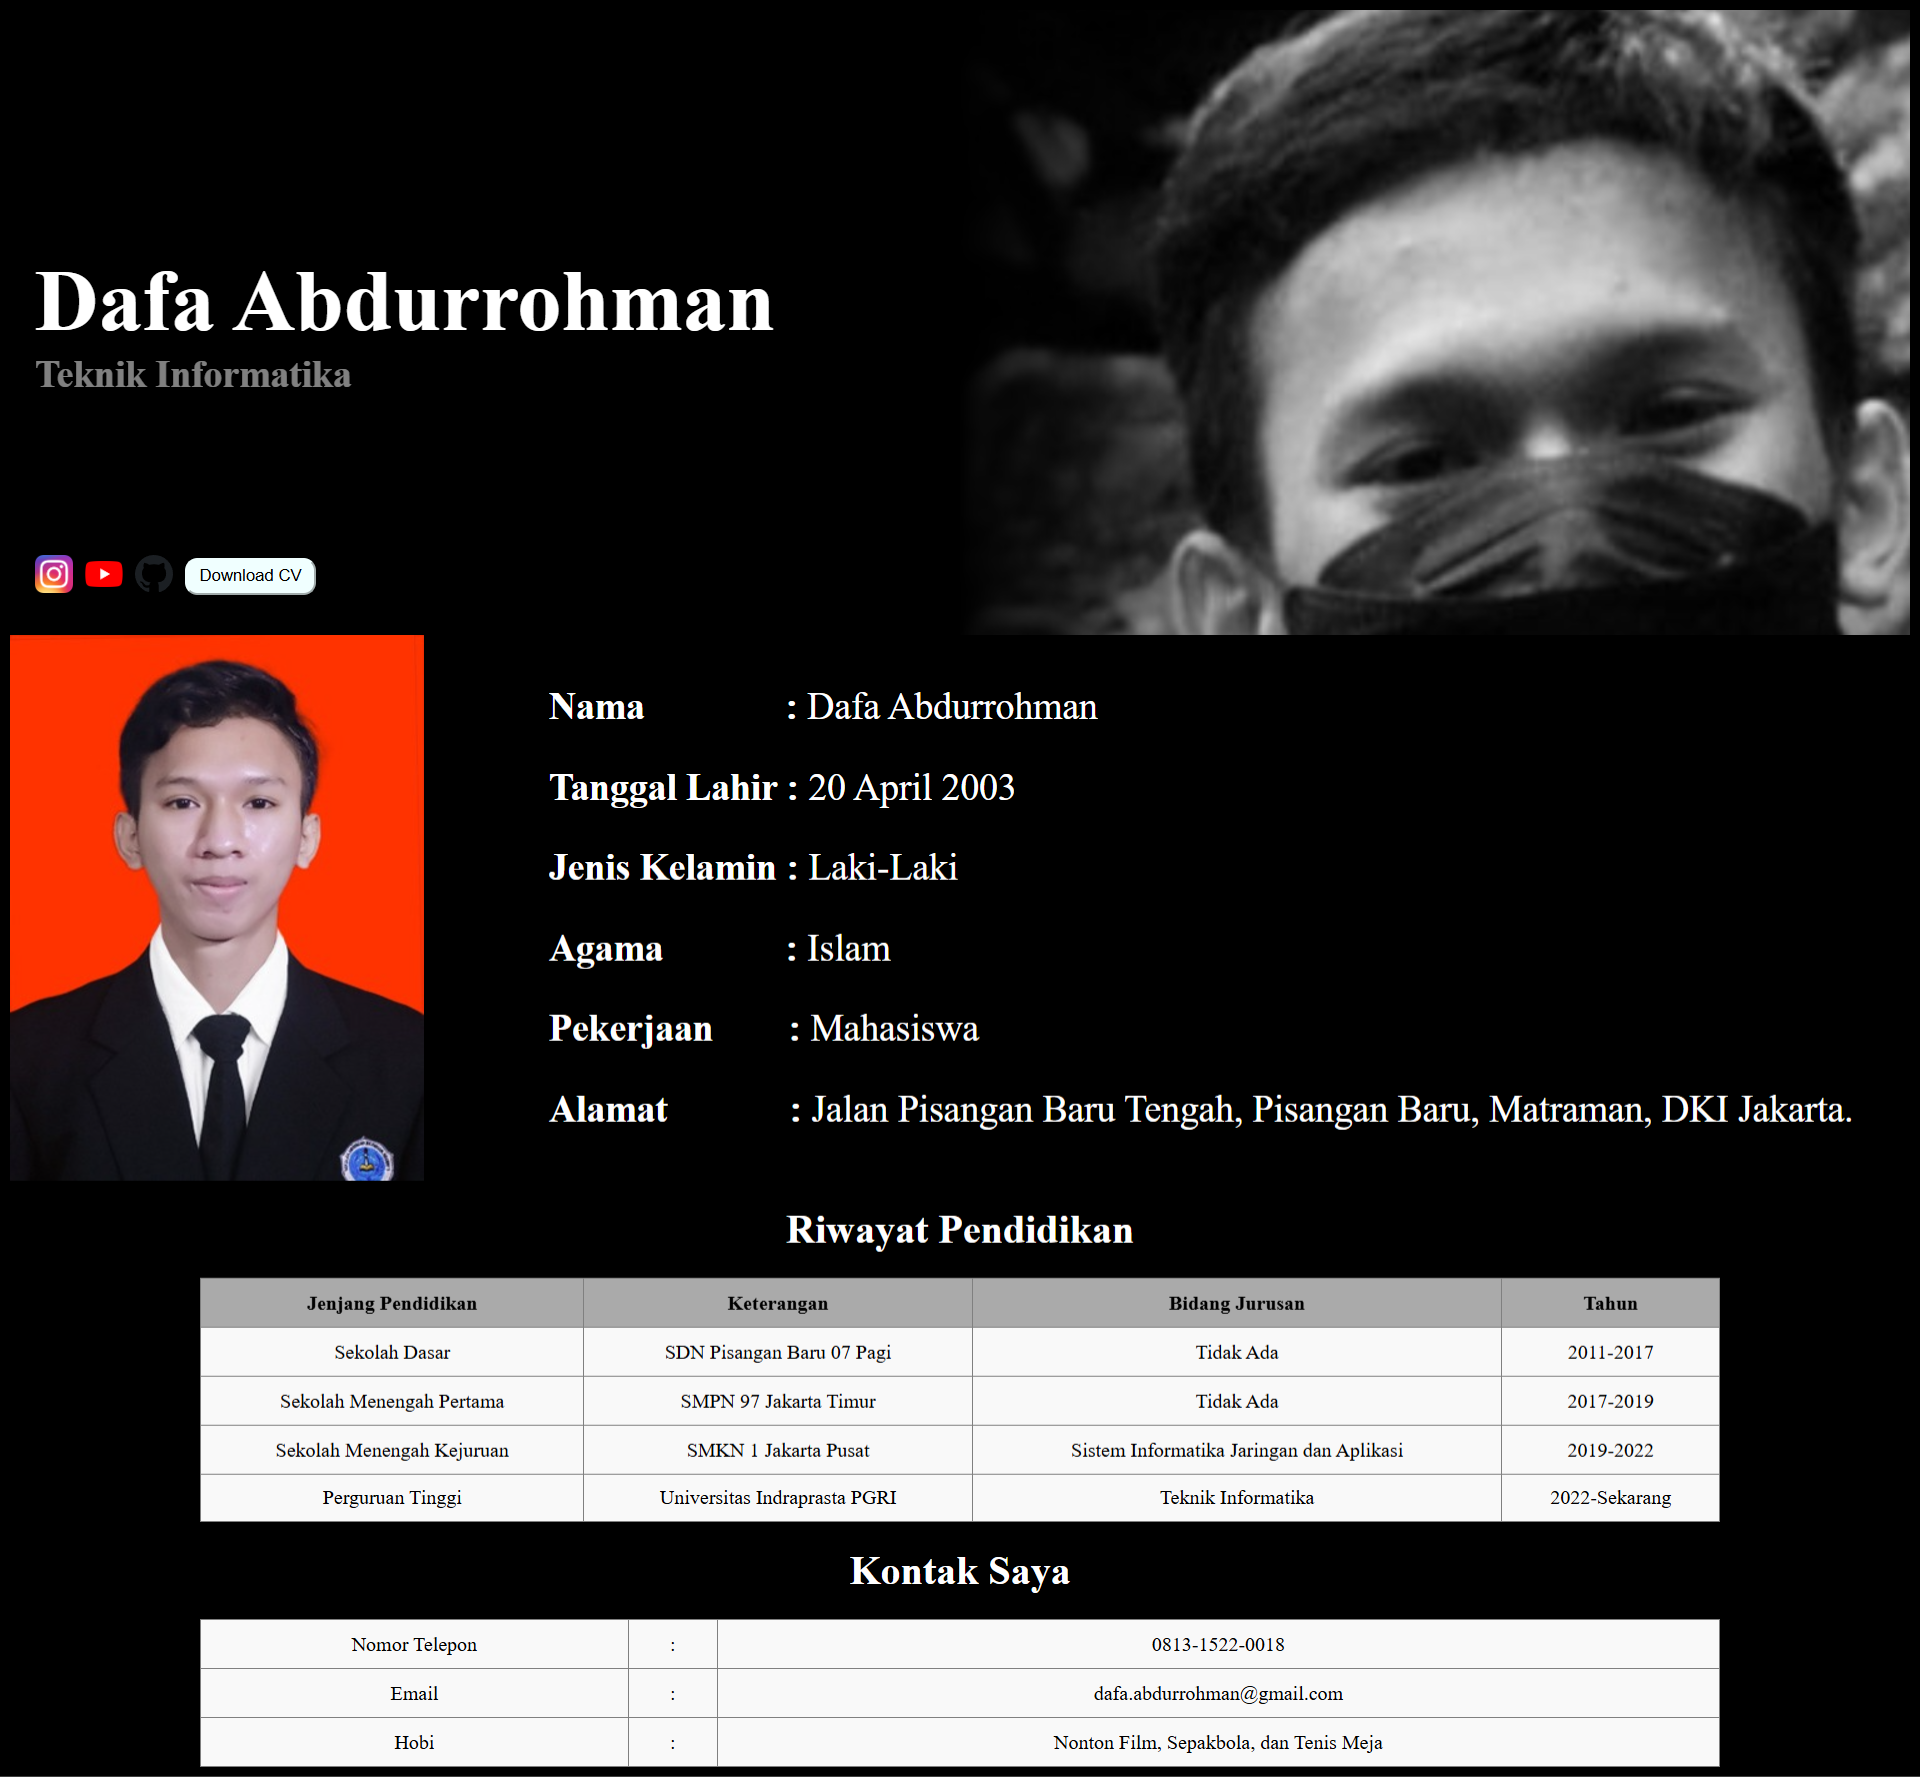 Dafa Abdurrohman
Teknik Informatika
Download CV
Nama : Dafa Abdurrohman
Tanggal Lahir : 20 April 2003
Jenis Kelamin : Laki-Laki
Agama : Islam
Pekerjaan : Mahasiswa
Alamat : Jalan Pisangan Baru Tengah, Pisangan Baru, Matraman, DKI Jakarta.
Riwayat Pendidikan
Jenjang Pendidikan Keterangan Bidang Jurusan Tahun
Sekolah Dasar SDN Pisangan Baru 07 Pagi Tidak Ada 2011-2017
Sekolah Menengah Pertama SMPN 97 Jakarta Timur Tidak Ada 2017-2019
Sekolah Menengah Kejuruan SMKN 1 Jakarta Pusat Sistem Informatika Jaringan dan Aplikasi 2019-2022
Perguruan Tinggi Universitas Indraprasta PGRI Teknik Informatika 2022-Sekarang
Kontak Saya
Nomor Telepon : 0813-1522-0018
Email : dafa.abdurrohman@gmail.com
Hobi : Nonton Film, Sepakbola, dan Tenis Meja